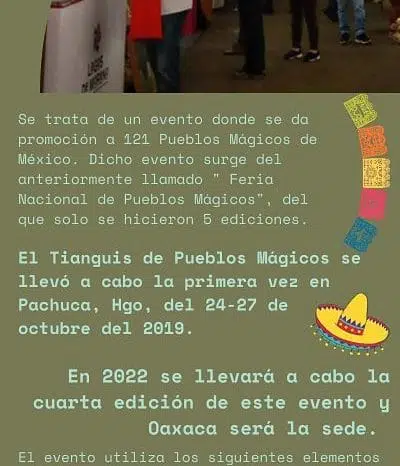 LAGOS
DE MORENO
Se trata de un evento donde se da
promoción a 121 Pueblos Mágicos de
México. Dicho evento surge del
anteriormente llamado " Feria
Nacional de Pueblos Mágicos", del
que solo se hicieron 5 ediciones.
El Tianguis de Pueblos Mágicos se
llevó a cabo la primera vez en
Pachuca, Hgo, del 24-27 de
octubre del 2019.
En 2022 se llevará a cabo la
cuarta edición de este evento y
Oaxaca será la sede.
El evento utiliza los siguientes elementos